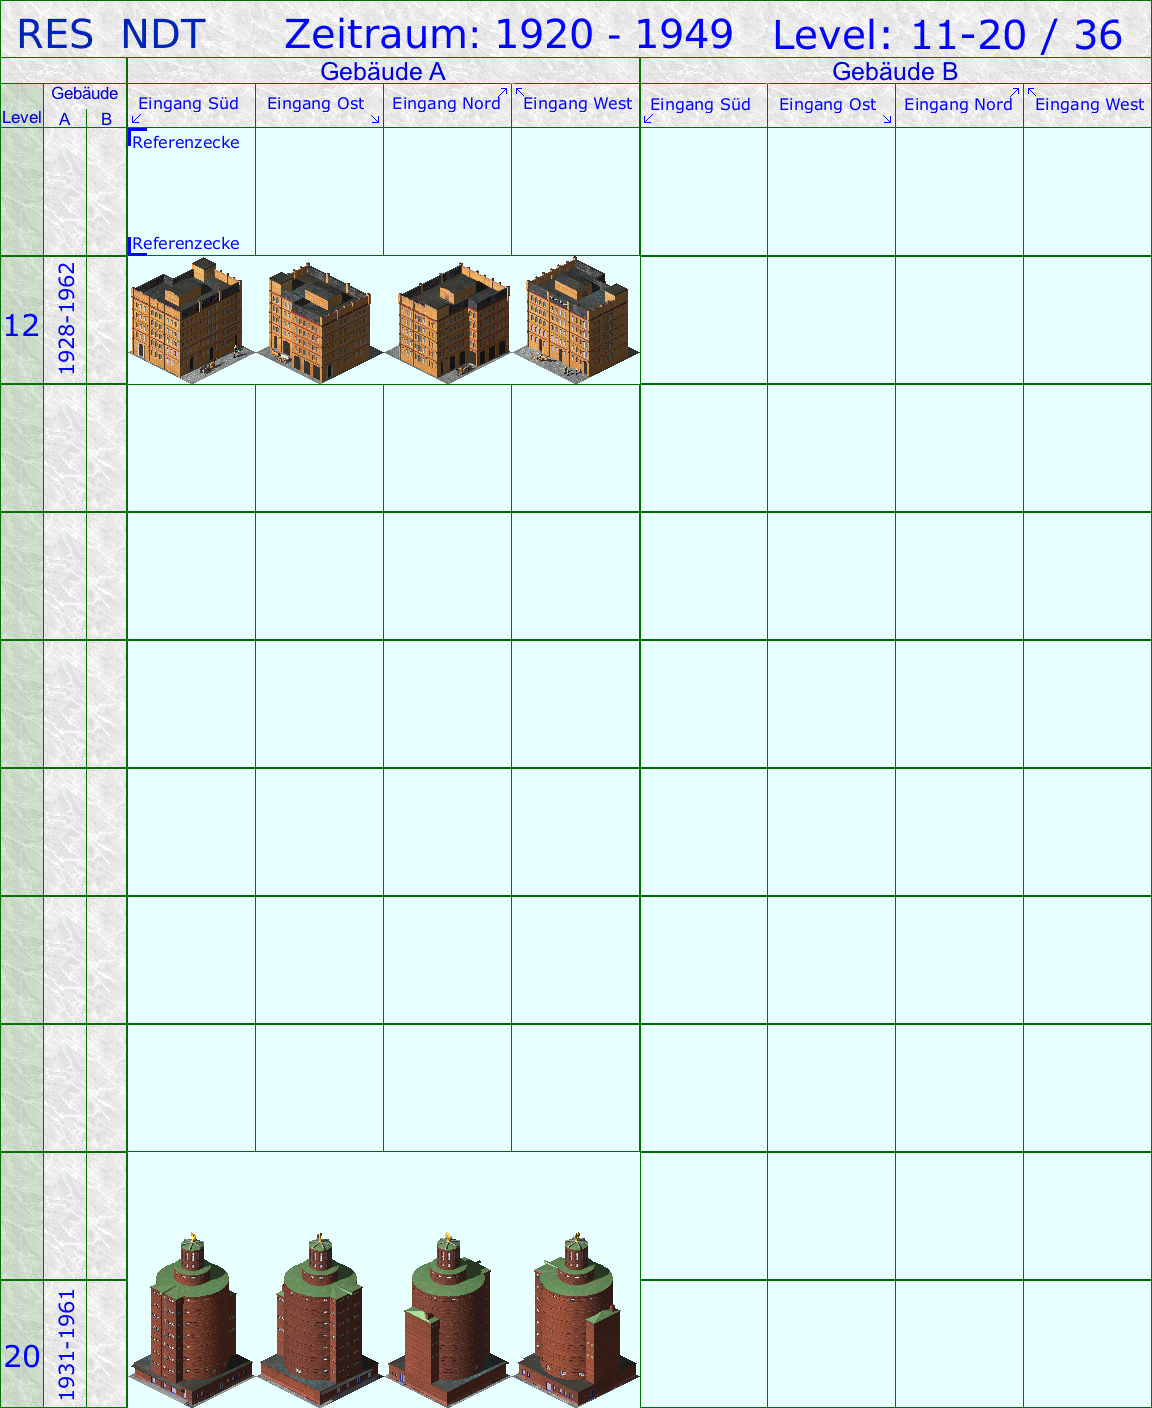 RES NDT Zeitraum: 1920 - 1949 Level: 11-20 / 36
Gebäude A Gebäude B
Level Gebäude A B
Eingang Süd Eingang Ost Eingang Nord Eingang West Eingang Süd Eingang Ost Eingang Nord Eingang West
Referenzecke
Referenzecke
12 1928-1962
20 1931-1961